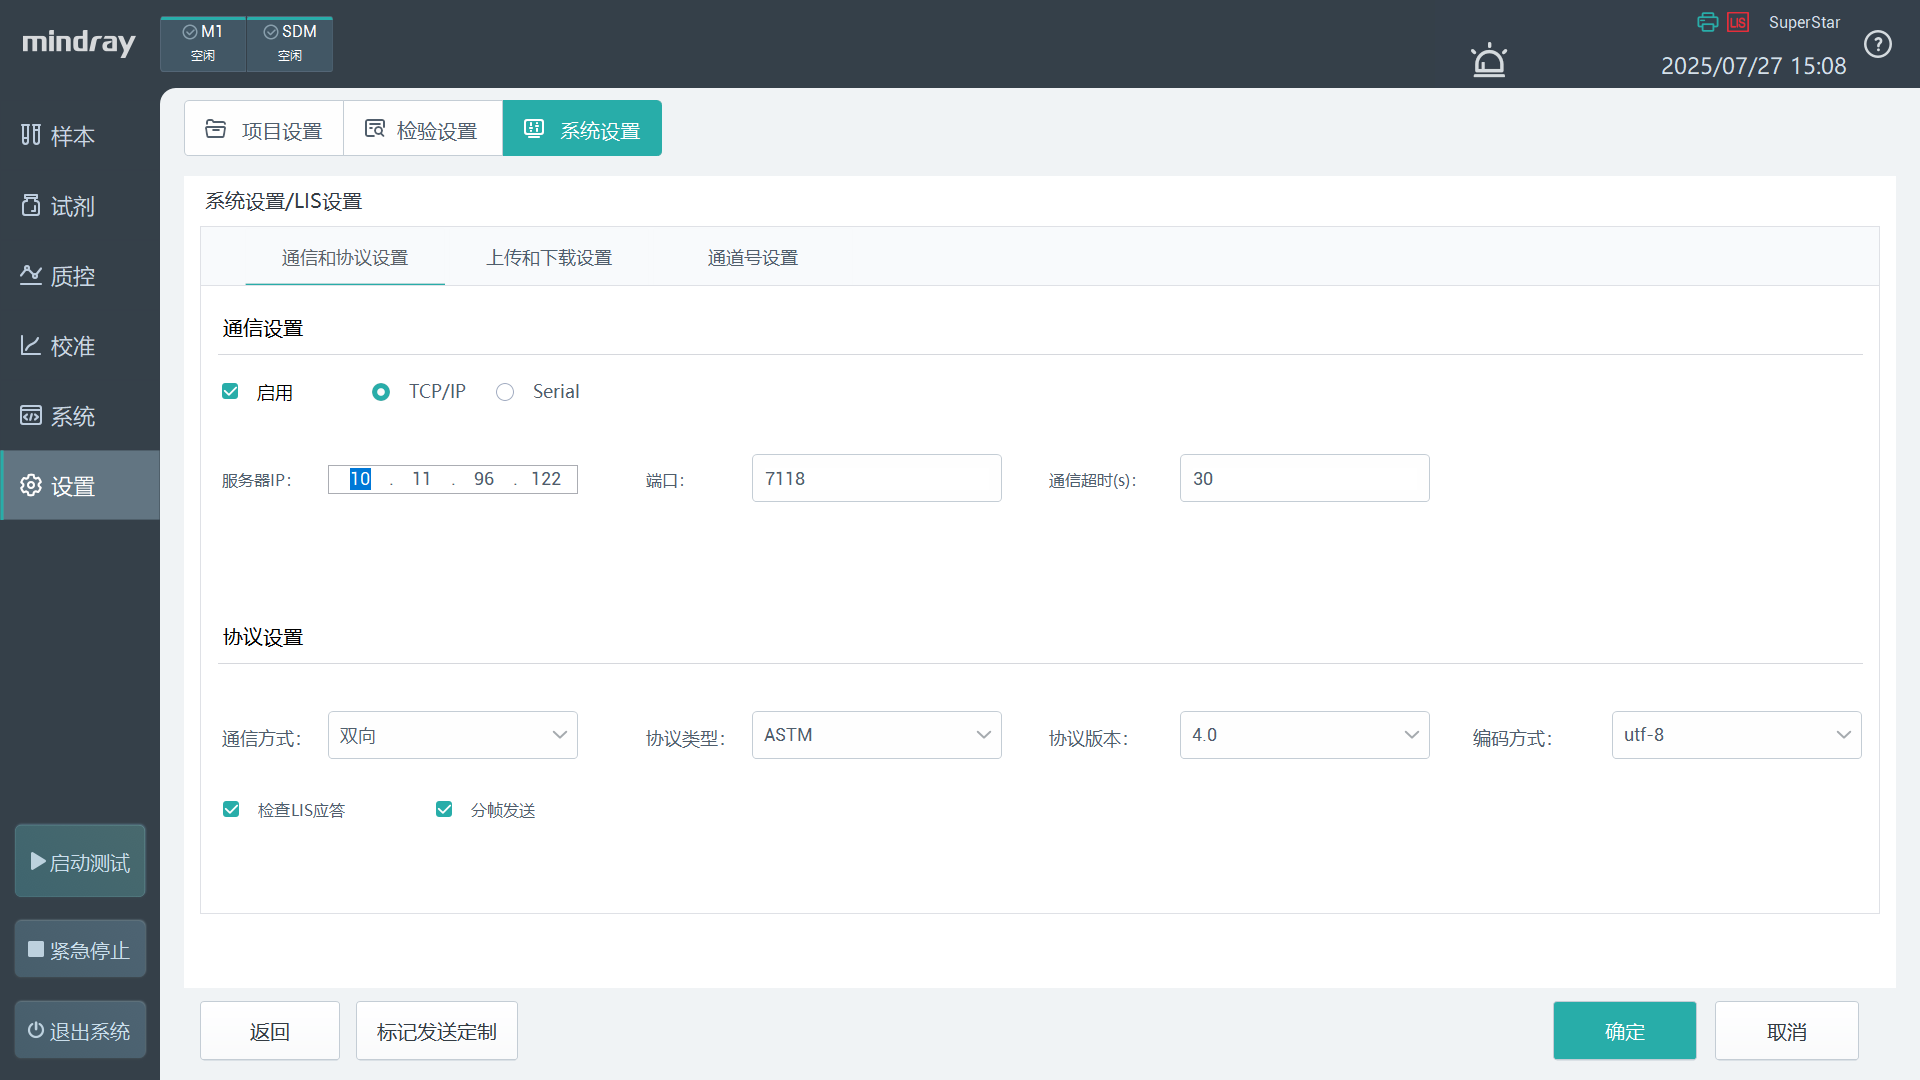 mindray
M1
空闲
SDM
空闲
LIS
SuperStar
2025/07/27 15:08
?
样本
试剂
质控
校准
系统
设置
启动测试
紧急停止
退出系统
项目设置
检验设置
系统设置
系统设置/LIS设置
通信和协议设置
上传和下载设置
通道号设置
通信设置
启用
TCP/IP
Serial
服务器IP:
10 . 11 . 96 . 122
端口:
7118
通信超时(s):
30
协议设置
通信方式:
双向
协议类型:
ASTM
协议版本:
4.0
编码方式:
utf-8
检查LIS应答
分帧发送
返回
标记发送定制
确定
取消